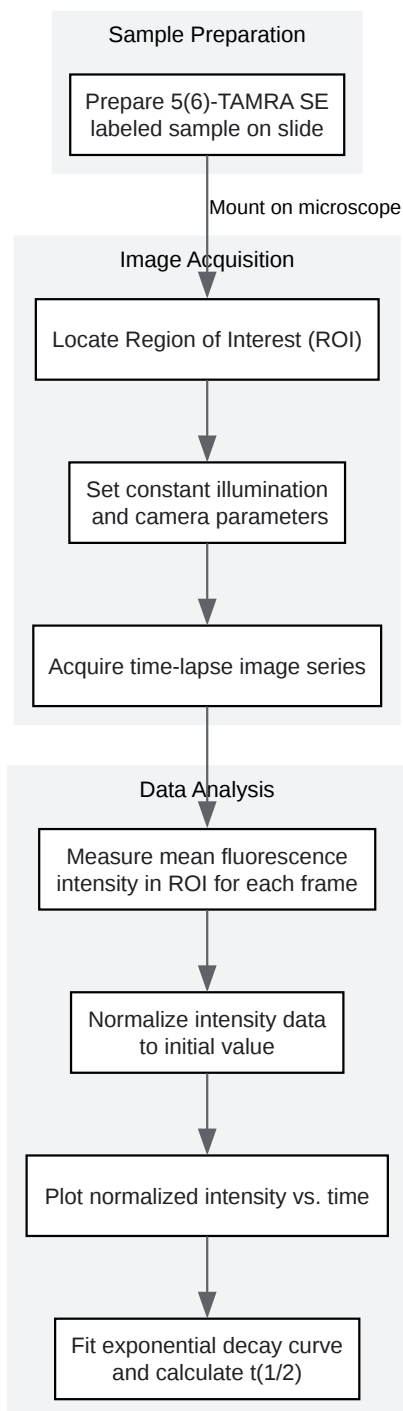 Sample Preparation
Prepare 5(6)-TAMRA SE
labeled sample on slide
Mount on microscope
Image Acquisition
Locate Region of Interest (ROI)
Set constant illumination
and camera parameters
Acquire time-lapse image series
Data Analysis
Measure mean fluorescence
intensity in ROI for each frame
Normalize intensity data
to initial value
Plot normalized intensity vs. time
Fit exponential decay curve
and calculate t(1/2)